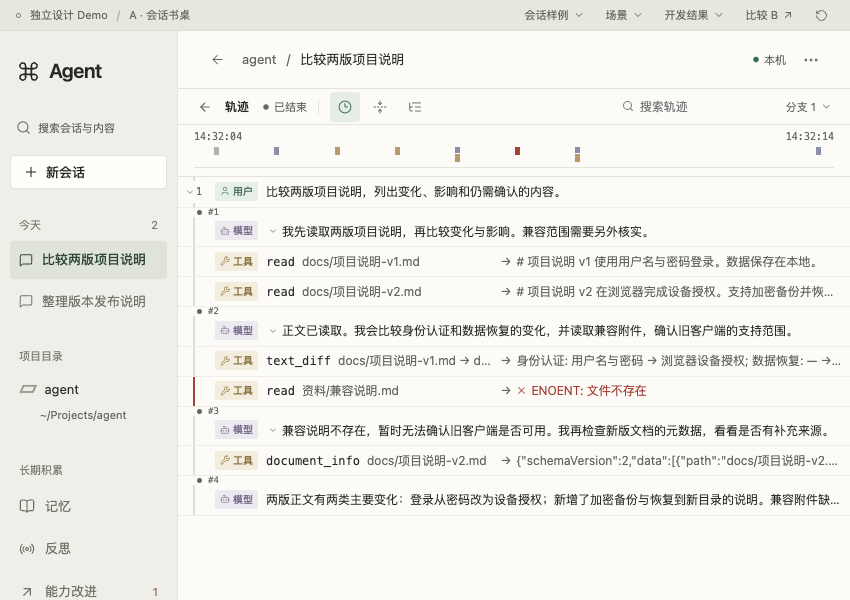 独立设计 Demo / A · 会话书桌
会话样例 场景 开发结果 比较 B ↗
Agent
搜索会话与内容
+ 新会话
今天 2
比较两版项目说明
整理版本发布说明
项目目录
agent
~/Projects/agent
长期积累
记忆
反思
能力改进 1
← agent / 比较两版项目说明
本机 •••
← 轨迹 ● 已结束
搜索轨迹
分支 1
14:32:04 14:32:14
1 用户 比较两版项目说明，列出变化、影响和仍需确认的内容。
#1
模型 我先读取两版项目说明，再比较变化与影响。兼容范围需要另外核实。
工具 read docs/项目说明-v1.md → # 项目说明 v1 使用用户名与密码登录。数据保存在本地。
工具 read docs/项目说明-v2.md → # 项目说明 v2 在浏览器完成设备授权。支持加密备份并恢…
#2
模型 正文已读取。我会比较身份认证和数据恢复的变化，并读取兼容附件，确认旧客户端的支持范围。
工具 text_diff docs/项目说明-v1.md → d… → 身份认证: 用户名与密码 → 浏览器设备授权; 数据恢复: — →…
工具 read 资料/兼容说明.md → × ENOENT: 文件不存在
#3
模型 兼容说明不存在，暂时无法确认旧客户端是否可用。我再检查新版文档的元数据，看看是否有补充来源。
工具 document_info docs/项目说明-v2.md → {"schemaVersion":2,"data":[{"path":"docs/项目说明-v2.…
#4
模型 两版正文有两类主要变化：登录从密码改为设备授权；新增了加密备份与恢复到新目录的说明。兼容附件缺…